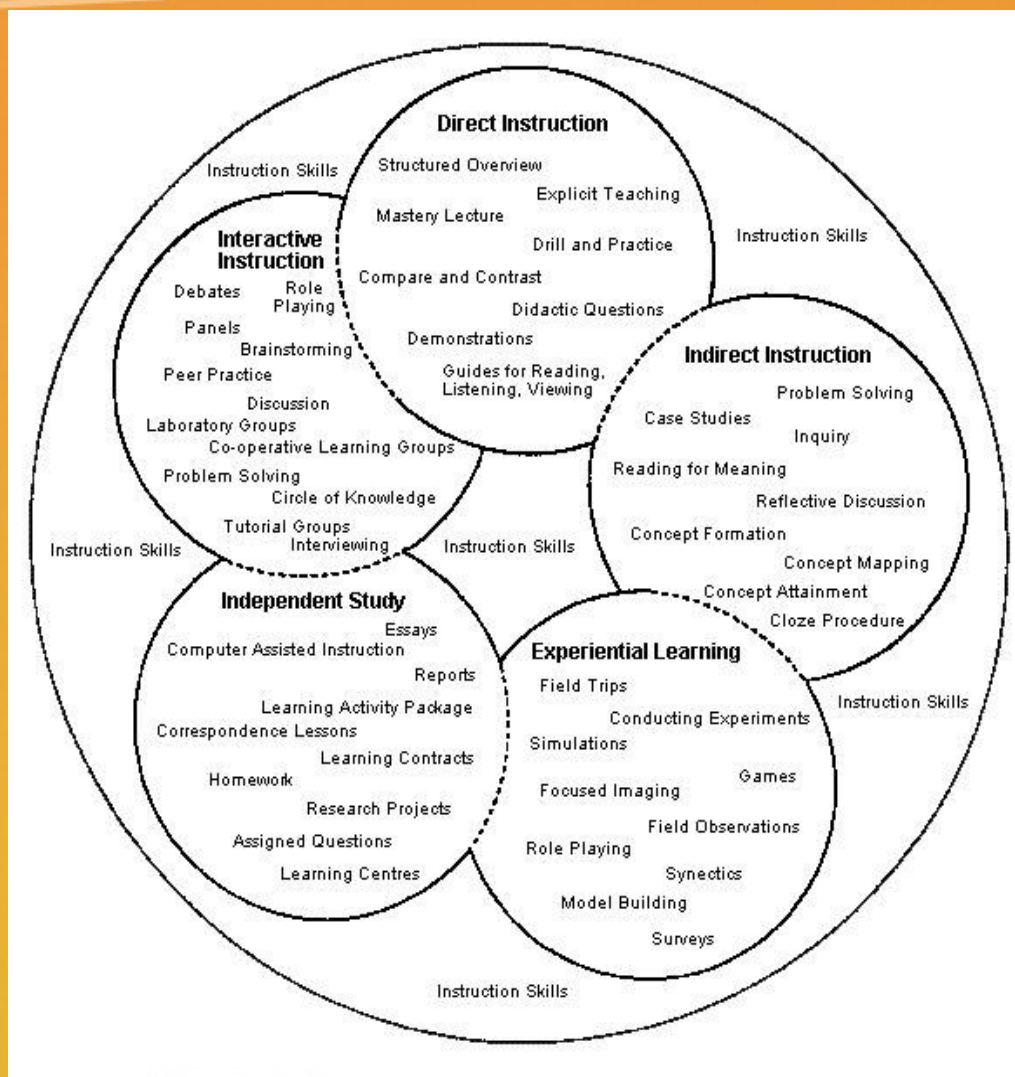 Direct Instruction
Structured Overview
Explicit Teaching
Mastery Lecture
Drill and Practice
Compare and Contrast
Didactic Questions
Demonstrations
Guides for Reading,
Listening, Viewing
Instruction Skills
Instruction Skills
Interactive
Instruction
Debates
Role
Playing
Panels
Brainstorming
Peer Practice
Discussion
Laboratory Groups
Co-operative Learning Groups
Problem Solving
Circle of Knowledge
Tutorial Groups
Interviewing
Indirect Instruction
Problem Solving
Case Studies
Inquiry
Reading for Meaning
Reflective Discussion
Concept Formation
Concept Mapping
Concept Attainment
Cloze Procedure
Instruction Skills
Instruction Skills
Independent Study
Essays
Computer Assisted Instruction
Reports
Learning Activity Package
Correspondence Lessons
Learning Contracts
Homework
Research Projects
Assigned Questions
Learning Centres
Experiential Learning
Field Trips
Conducting Experiments
Simulations
Games
Focused Imaging
Field Observations
Role Playing
Synectics
Model Building
Surveys
Instruction Skills
Instruction Skills